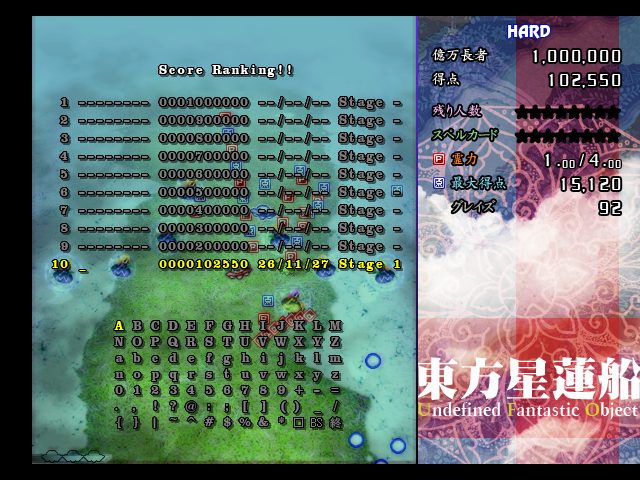 Score Ranking!!
1 -------- 0001000000 --/--/-- Stage -
2 -------- 0000900000 --/--/-- Stage -
3 -------- 0000800000 --/--/-- Stage -
4 -------- 0000700000 --/--/-- Stage -
5 -------- 0000600000 --/--/-- Stage -
6 -------- 0000500000 --/--/-- Stage -
7 -------- 0000400000 --/--/-- Stage -
8 -------- 0000300000 --/--/-- Stage -
9 -------- 0000200000 --/--/-- Stage -
10 _ 0000102550 26/11/27 Stage 1
A B C D E F G H I J K L M
N O P Q R S T U V W X Y Z
a b c d e f g h i j k l m
n o p q r s t u v w x y z
0 1 2 3 4 5 6 7 8 9 + - =
. , ! ? @ : ; [ ] ( ) _ /
{ } | ~ ^ # $ % & * □ BS 終
HARD
億万長者 1,000,000
得点 102,550
残り人数 ★★★★★★★★
スペルカード ★★★★★★★★
P 霊力 1.00/4.00
点 最大得点 15,120
グレイズ 92
東方星蓮船
Undefined Fantastic Object